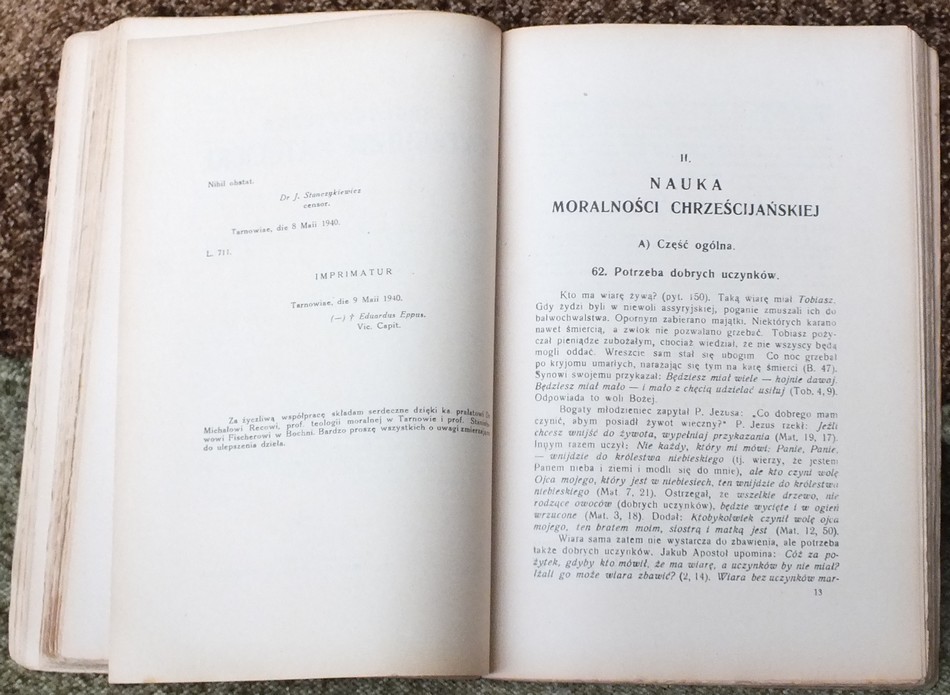 Nihil obstat.
Dr J. Stanczykiewicz
censor.
Tarnowiae, die 8 Maii 1940.
L. 711.
IMPRIMATUR
Tarnowiae, die 9 Maii 1940.
(—) † Eduardus Eppus.
Vic. Capit.
Za życzliwą współpracę składam serdeczne dzięki ks. prałatowi Dr
Michałowi Recowi, prof. teologii moralnej w Tarnowie i prof. Stanisła-
wowi Fischerowi w Bochni. Bardzo proszę wszystkich o uwagi zmierzające
do ulepszenia dzieła.
II.
NAUKA
MORALNOŚCI CHRZEŚCIJAŃSKIEJ
A) Część ogólna.
62. Potrzeba dobrych uczynków.
Kto ma wiarę żywą? (pyt. 150). Taką wiarę miał Tobiasz.
Gdy żydzi byli w niewoli assyryjskiej, poganie zmuszali ich do
bałwochwalstwa. Opornym zabierano majątki. Niektórych karano
nawet śmiercią, a zwłok nie pozwalano grzebać. Tobiasz poży-
czał pieniądze zubożałym, chociaż wiedział, że nie wszyscy będą
mogli oddać. Wreszcie sam stał się ubogim. Co noc grzebał
po kryjomu umarłych, narażając się tym na karę śmierci (B. 47).
Synowi swojemu przykazał: Będziesz miał wiele — hojnie dawaj.
Będziesz miał mało — i mało z chęcią udzielać usiłuj (Tob. 4, 9).
Odpowiada to woli Bożej.
Bogaty młodzieniec zapytał P. Jezusa: „Co dobrego mam
czynić, abym posiadł żywot wieczny?" P. Jezus rzekł: Jeśli
chcesz wnijść do żywota, wypełniaj przykazania (Mat. 19, 17).
Innym razem uczył: Nie każdy, który mi mówi: Panie, Panie,
— wnijdzie do królestwa niebieskiego (tj. wierzy, że jestem
Panem nieba i ziemi i modli się do mnie), ale kto czyni wolę
Ojca mojego, który jest w niebiesiech, ten wnijdzie do królestwa
niebieskiego (Mat. 7, 21). Ostrzegał, że wszelkie drzewo, nie
rodzące owoców (dobrych uczynków), będzie wycięte i w ogień
wrzucone (Mat. 3, 18). Dodał: Ktobykolwiek czynił wolę ojca
mojego, ten bratem moim, siostrą i matką jest (Mat. 12, 50).
Wiara sama zatem nie wystarcza do zbawienia, ale potrzeba
także dobrych uczynków. Jakub Apostoł upomina: Cóż za po-
żytek, gdyby kto mówił, że ma wiarę, a uczynków by nie miał?
Iżali go może wiara zbawić? (2, 14). Wiara bez uczynków mar-
13